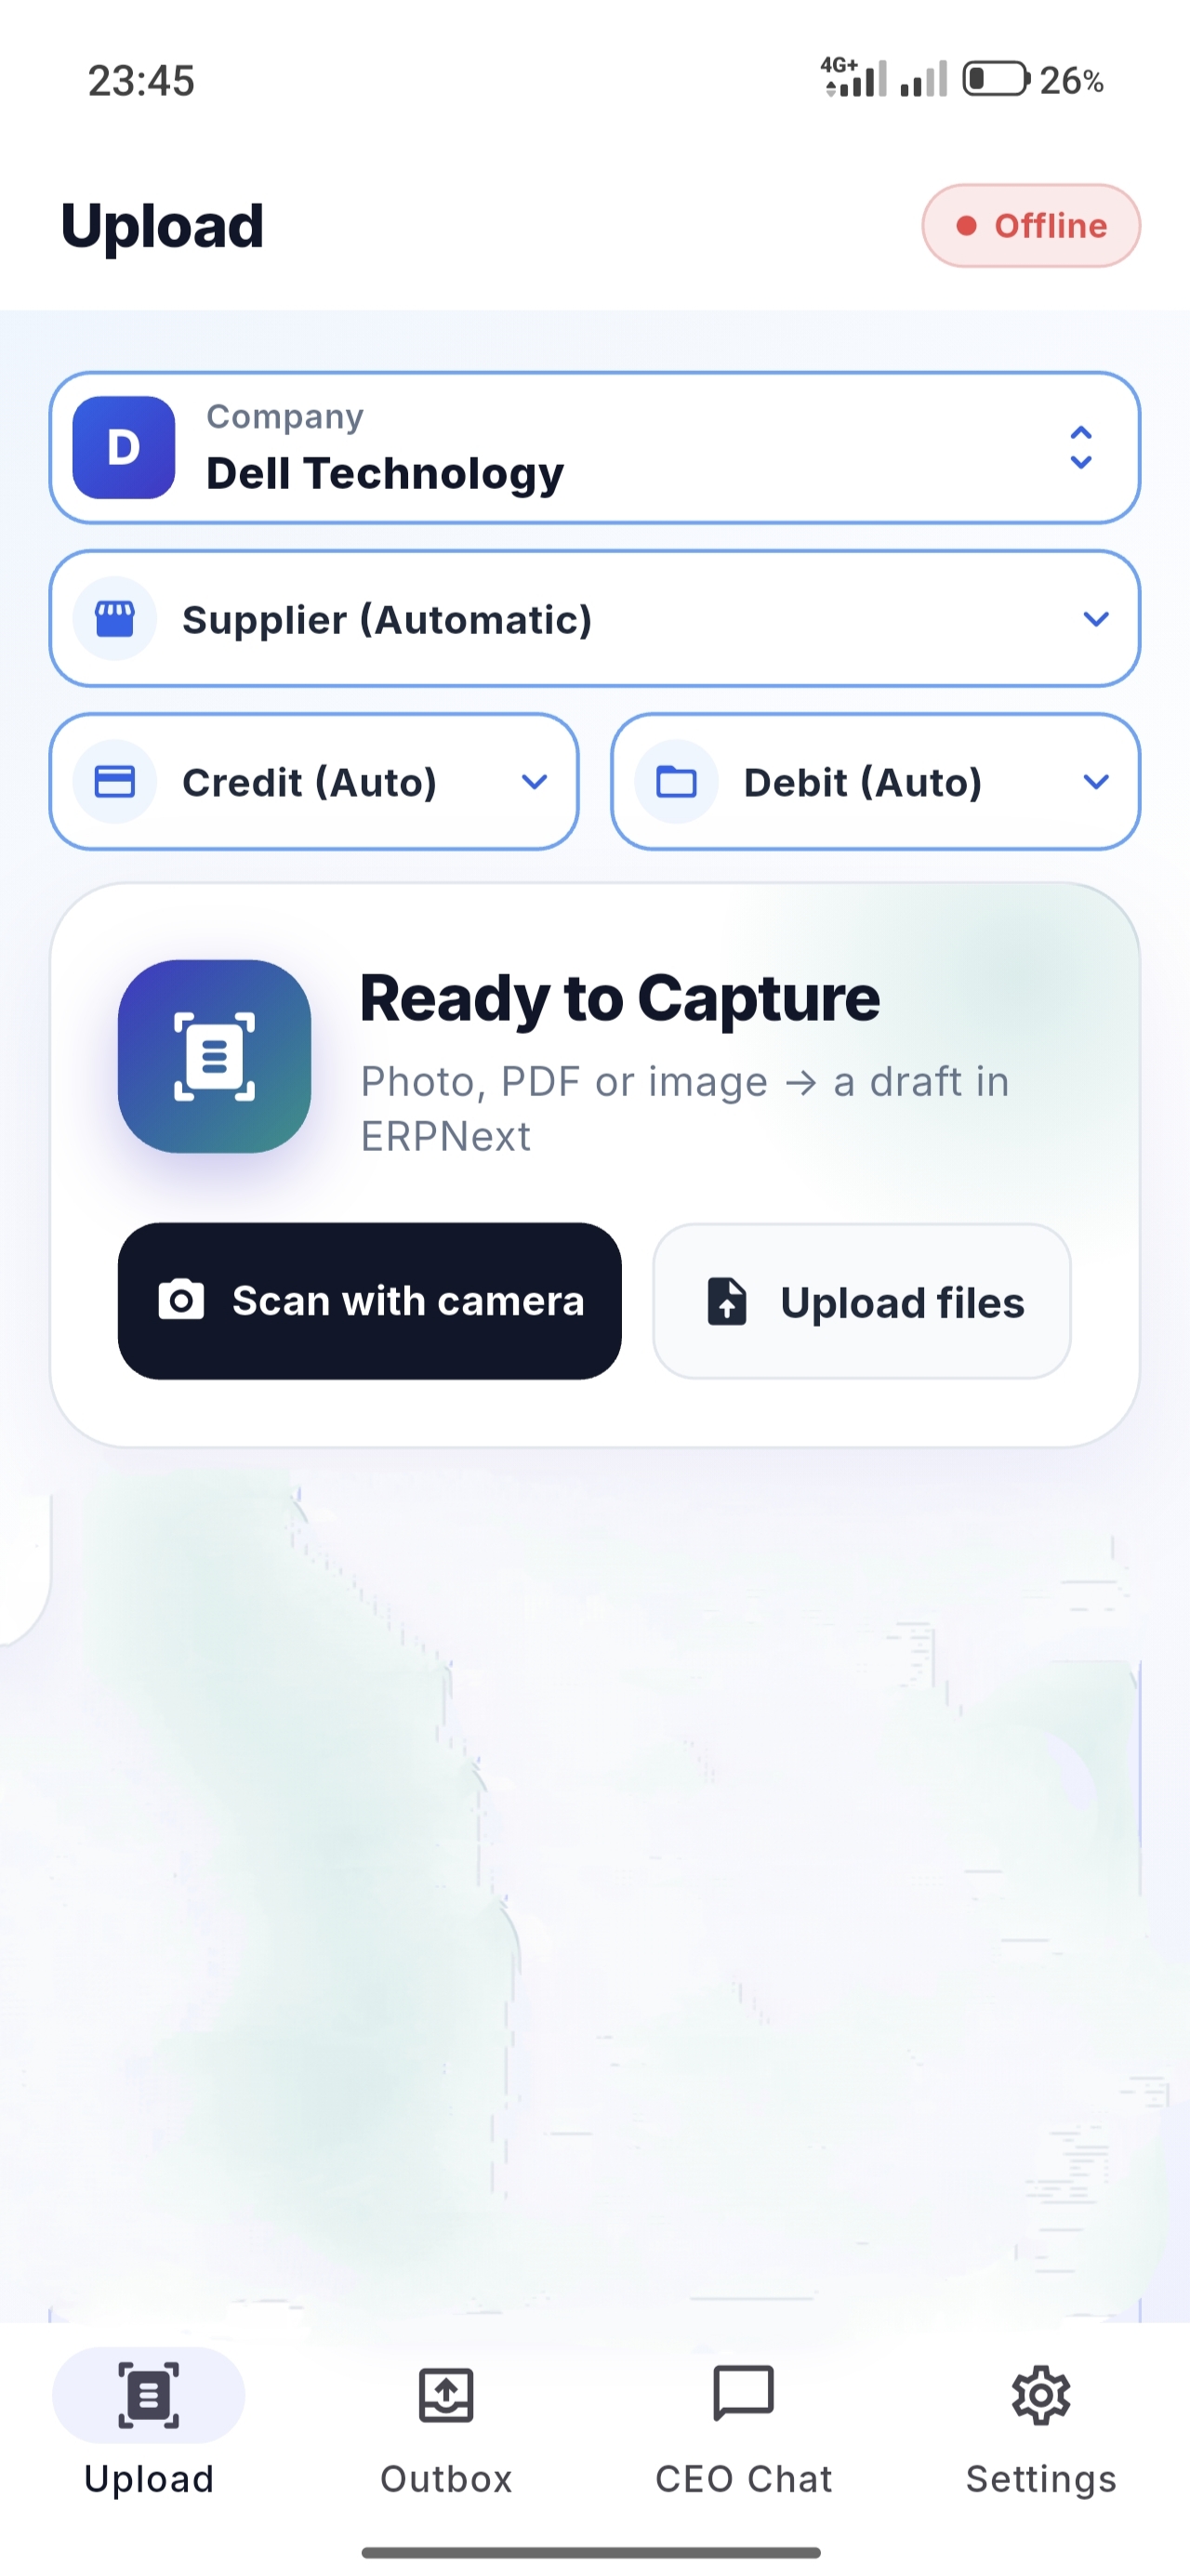 23:45
4G+
26%
Upload
Offline
D
Company
Dell Technology
Supplier (Automatic)
Credit (Auto)
Debit (Auto)
Ready to Capture
Photo, PDF or image → a draft in
ERPNext
Scan with camera
Upload files
Upload
Outbox
CEO Chat
Settings